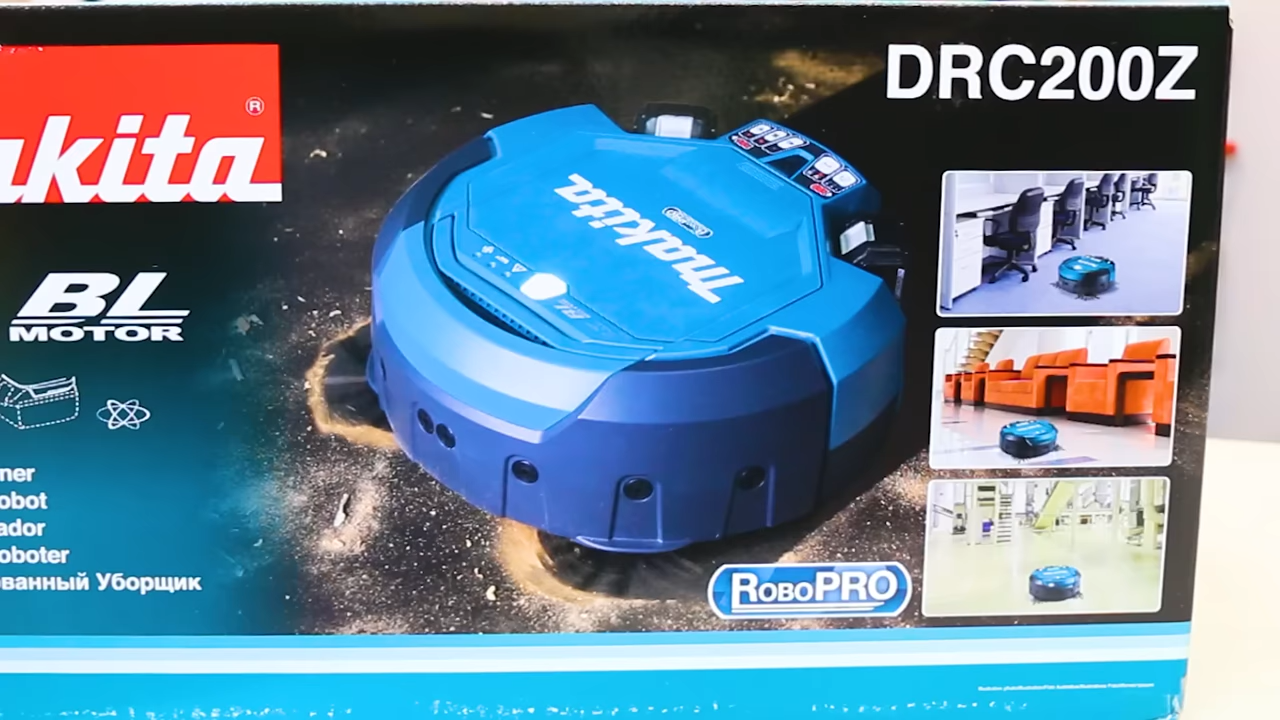 DRC200Z
akita®
makita
BL
MOTOR
ner
obot
ador
oboter
ованный Уборщик
ROBOPRO